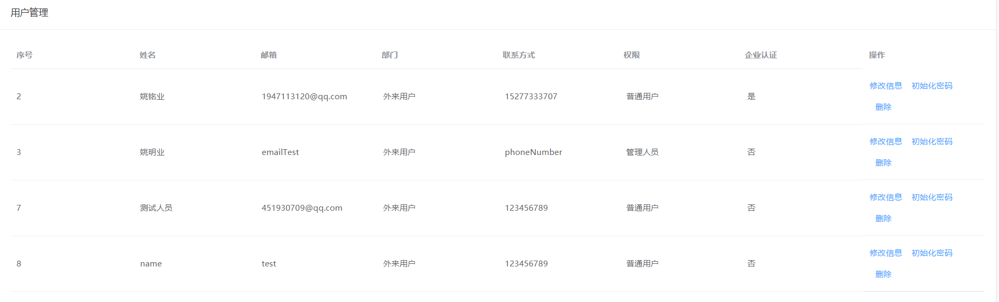 用户管理
序号 姓名 邮箱 部门 联系方式 权限 企业认证 操作
2 姚铭业 1947113120@qq.com 外来用户 15277333707 普通用户 是 修改信息 初始化密码
删除
3 姚明业 emailTest 外来用户 phoneNumber 管理人员 否 修改信息 初始化密码
删除
7 测试人员 451930709@qq.com 外来用户 123456789 普通用户 否 修改信息 初始化密码
删除
8 name test 外来用户 123456789 普通用户 否 修改信息 初始化密码
删除